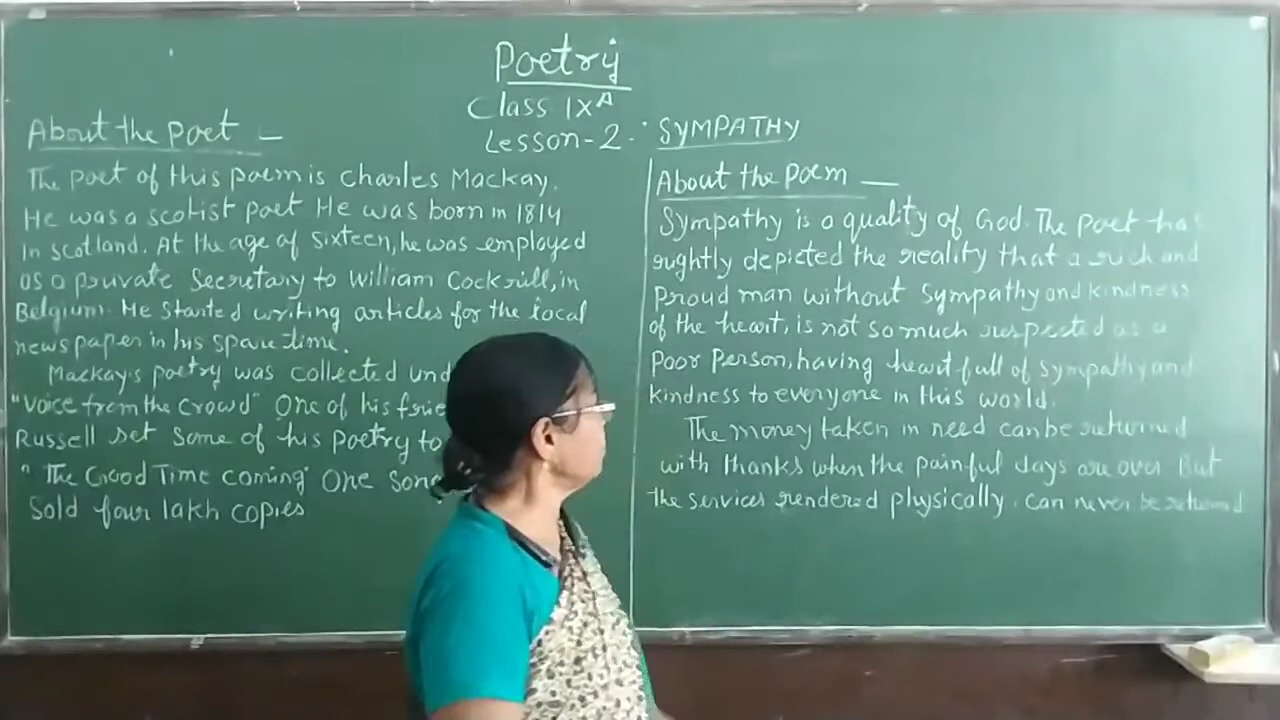 Poetry
Class IX A
Lesson-2 - SYMPATHY
About the Poet -
The Poet of this poem is Charles Mackay.
He was a scotist poet He was born in 1814
in scotland. At the age of sixteen, he was employed
as a private Secretary to William Cockrill, in
Belgium. He started writing articles for the local
news paper in his spare time.
Mackay's poetry was collected und
"Voice from the Crowd" One of his frie
Russell set some of his poetry to
"The Good Time coming" One song
Sold four lakh copies
About the Poem —
Sympathy is a quality of God. The Poet has
rightly depicted the reality that a rich and
Proud man without Sympathy and kindness
of the heart, is not so much respected as a
Poor Person, having heart full of sympathy and
kindness to everyone in this world.
The money taken in need can be returned
with thanks when the painful days are over But
the services rendered physically, can never be returned